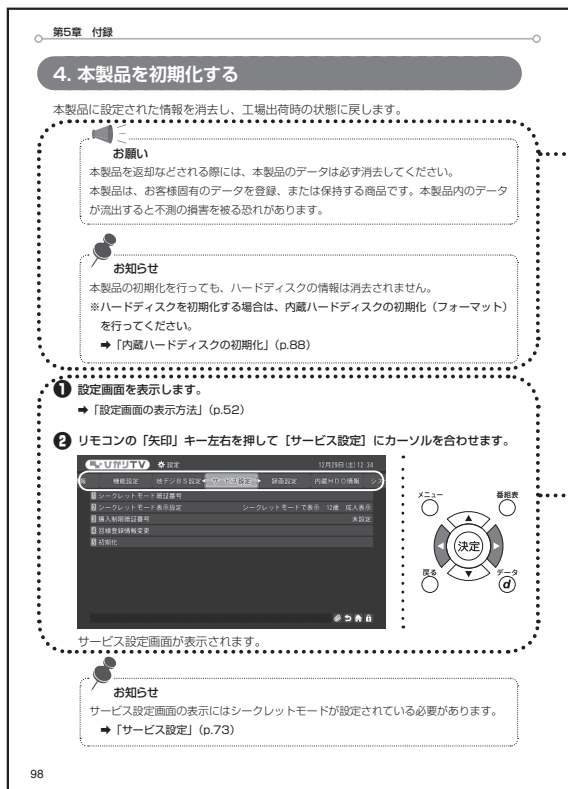 第5章 付録
4. 本製品を初期化する
本製品に設定された情報を消去し、工場出荷時の状態に戻します。
お願い
本製品を返却などされる際には、本製品のデータは必ず消去してください。
本製品は、お客様固有のデータを登録、または保持する商品です。本製品内のデータ
が流出すると不測の損害を被る恐れがあります。
お知らせ
本製品の初期化を行っても、ハードディスクの情報は消去されません。
※ハードディスクを初期化する場合は、内蔵ハードディスクの初期化（フォーマット）
を行ってください。
➡「内蔵ハードディスクの初期化」（p.88）
❶ 設定画面を表示します。
➡「設定画面の表示方法」（p.52）
❷ リモコンの「矢印」キー左右を押して［サービス設定］にカーソルを合わせます。
ひかりTV 設定 12月29日(土)12:34
機能設定 地デジBS設定 サービス設定 録画設定 内蔵HDD情報
1 シークレットモード暗証番号
2 シークレットモード表示設定 シークレットモードで表示 12歳 成人表示
3 購入制限暗証番号 未設定
4 回線登録情報変更
5 初期化
メニュー 番組表
決定
戻る データ
d
サービス設定画面が表示されます。
お知らせ
サービス設定画面の表示にはシークレットモードが設定されている必要があります。
➡「サービス設定」（p.73）
98